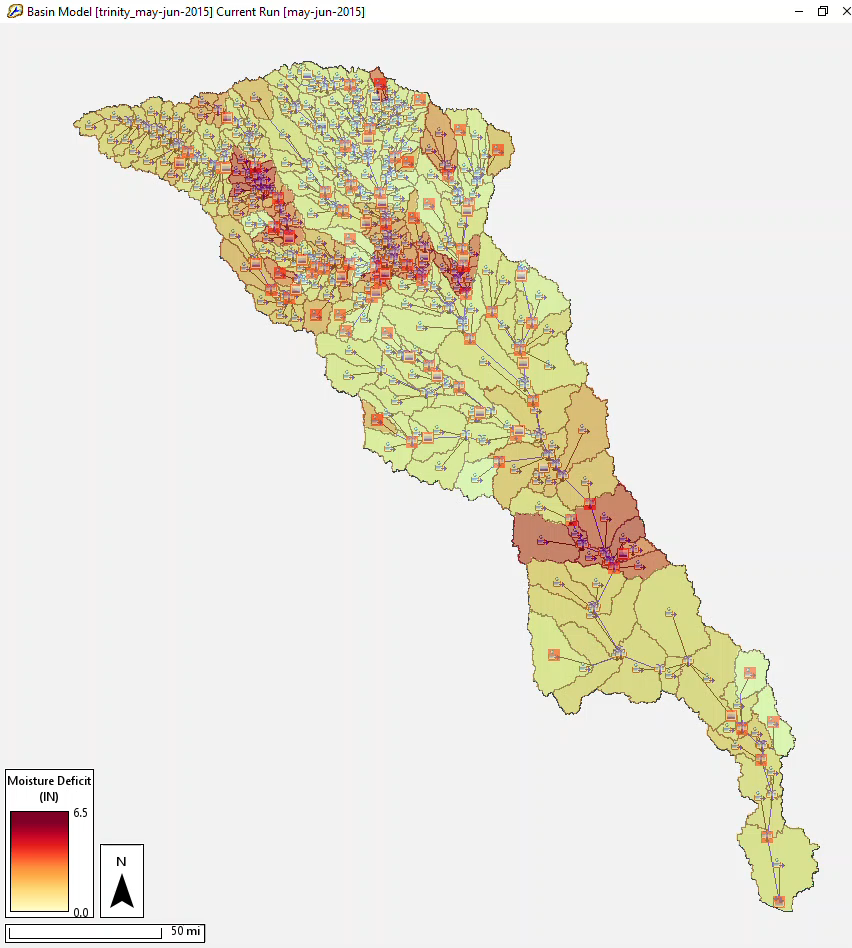 Basin Model [trinity_may-jun-2015] Current Run [may-jun-2015]
Moisture Deficit
(IN)
6.5
0.0
N
50 mi